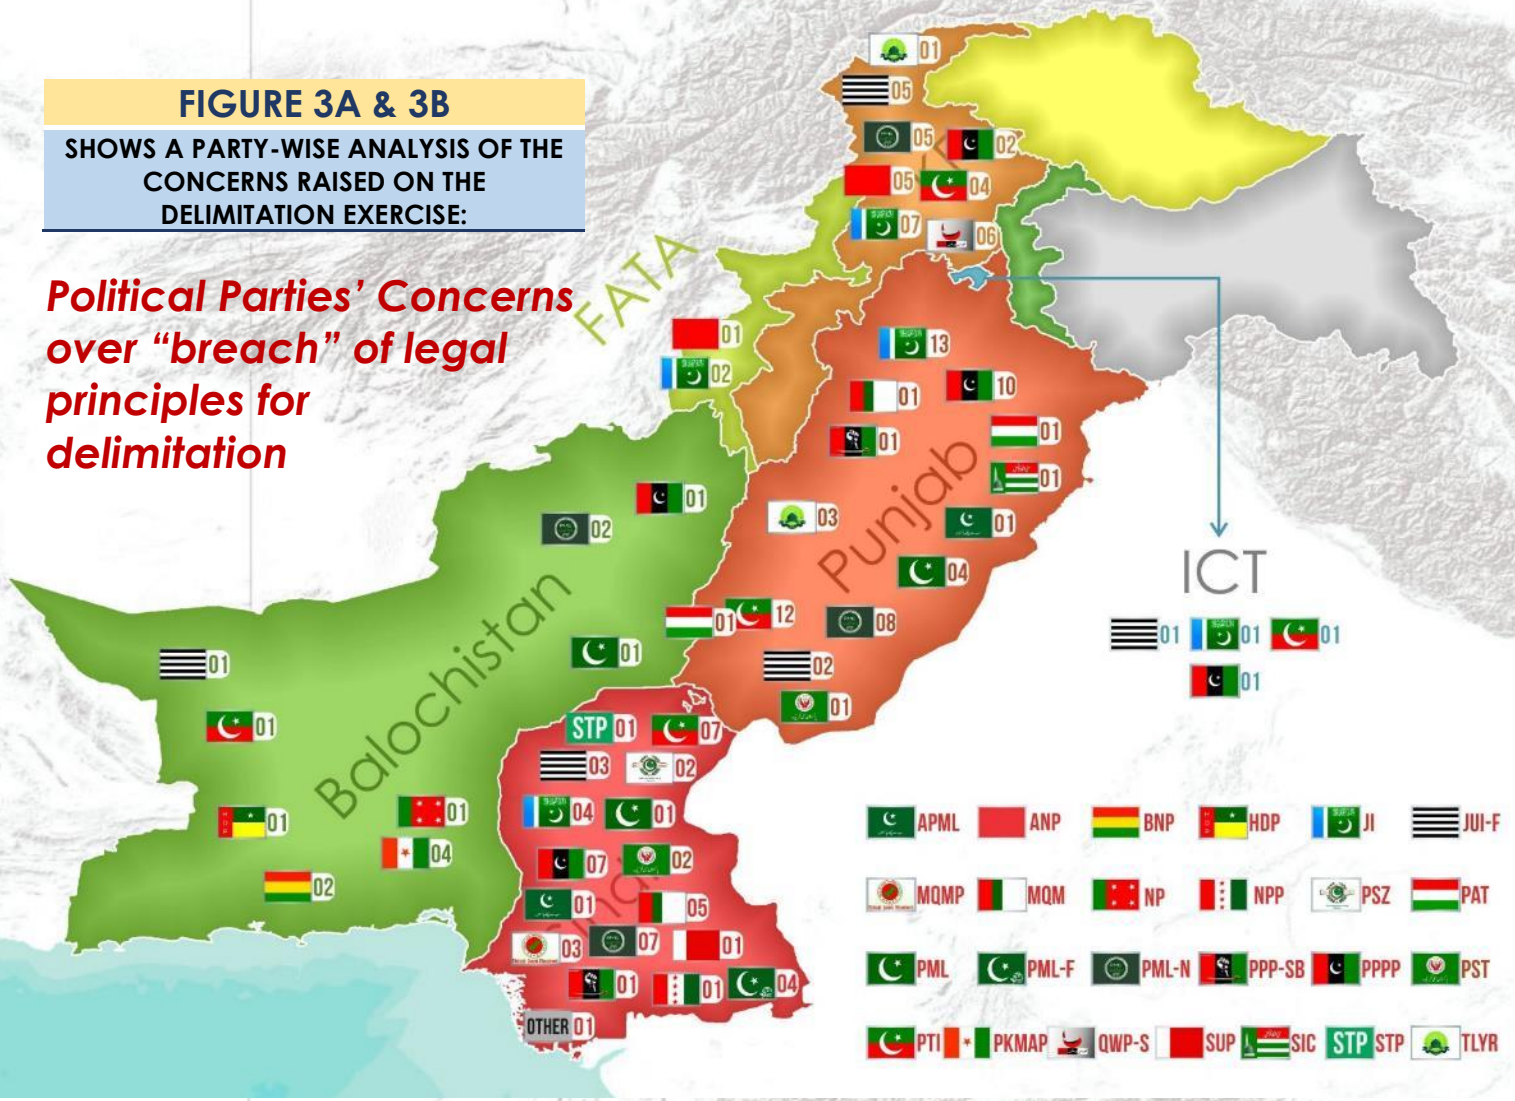 FIGURE 3A & 3B
SHOWS A PARTY-WISE ANALYSIS OF THE
CONCERNS RAISED ON THE
DELIMITATION EXERCISE:
Political Parties’ Concerns
over “breach” of legal
principles for
delimitation
01
05
05
02
05
04
07
06
FATA
01
02
13
10
01
01
01
01
03
01
04
12
08
02
01
Punjab
01
02
01
01
01
01
01
01
04
02
Balochistan
STP 01
07
03
02
04
01
07
02
01
05
03
07
01
01
01
04
OTHER 01
ICT
01
01
01
01
APML
ANP
BNP
HDP
JI
JUI-F
MQMP
MQM
NP
NPP
PSZ
PAT
PML
PML-F
PML-N
PPP-SB
PPPP
PST
PTI
PKMAP
QWP-S
SUP
SIC
STP STP
TLYR